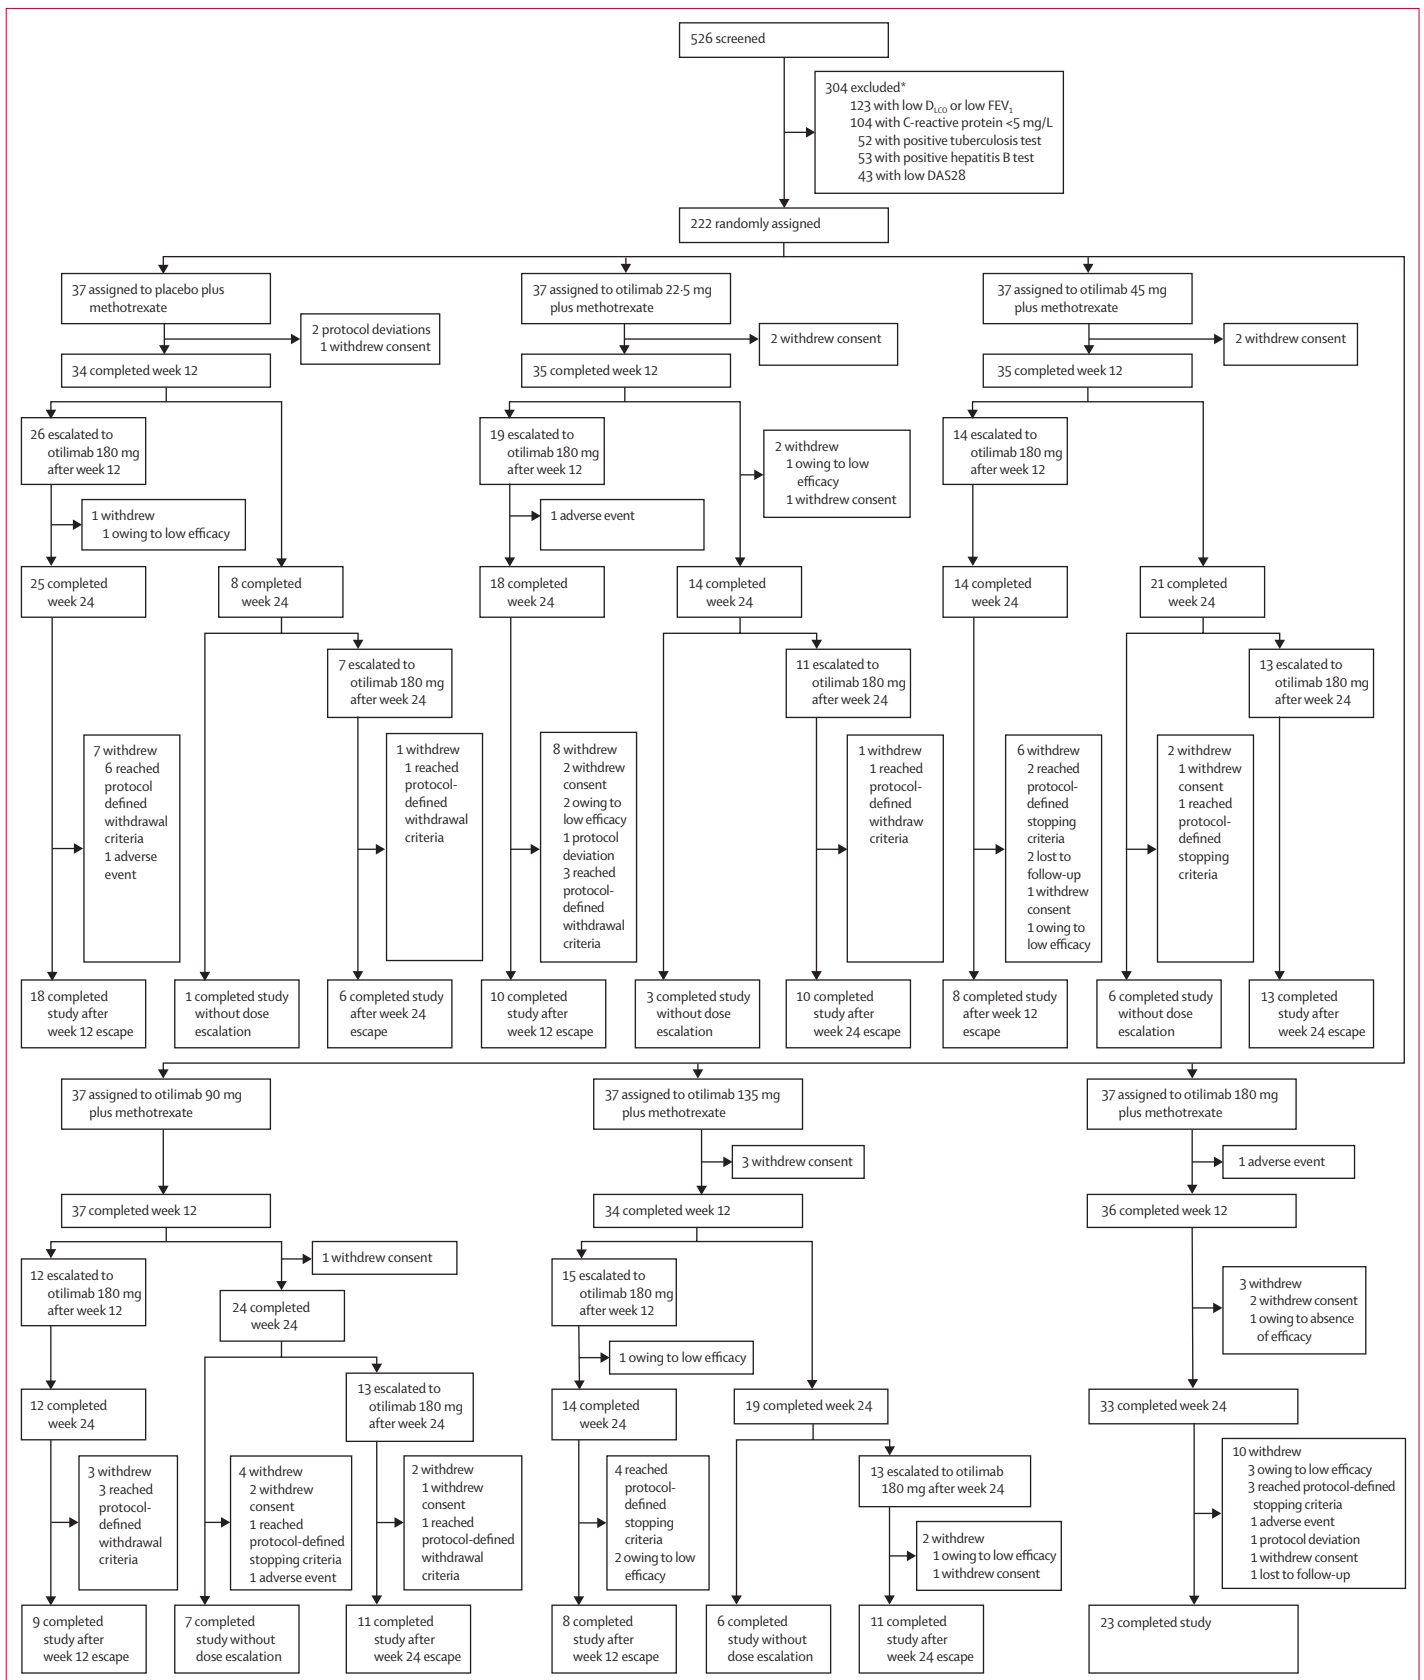 526 screened
304 excluded*
123 with low DLCO or low FEV1
104 with C-reactive protein <5 mg/L
52 with positive tuberculosis test
53 with positive hepatitis B test
43 with low DAS28
222 randomly assigned
37 assigned to placebo plus
methotrexate
2 protocol deviations
1 withdrew consent
34 completed week 12
26 escalated to
otilimab 180 mg
after week 12
1 withdrew
1 owing to low efficacy
25 completed
week 24
8 completed
week 24
7 escalated to
otilimab 180 mg
after week 24
7 withdrew
6 reached
protocol
defined
withdrawal
criteria
1 adverse
event
1 withdrew
1 reached
protocol-
defined
withdrawal
criteria
18 completed
study after
week 12 escape
1 completed study
without dose
escalation
6 completed study
after week 24
escape
37 assigned to otilimab 22·5 mg
plus methotrexate
2 withdrew consent
35 completed week 12
19 escalated to
otilimab 180 mg
after week 12
2 withdrew
1 owing to low
efficacy
1 withdrew consent
1 adverse event
18 completed
week 24
14 completed
week 24
11 escalated to
otilimab 180 mg
after week 24
8 withdrew
2 withdrew
consent
2 owing to
low efficacy
1 protocol
deviation
3 reached
protocol-
defined
withdrawal
criteria
1 withdrew
1 reached
protocol-
defined
withdraw
criteria
10 completed
study after
week 12 escape
3 completed study
without dose
escalation
10 completed
study after
week 24 escape
37 assigned to otilimab 45 mg
plus methotrexate
2 withdrew consent
35 completed week 12
14 escalated to
otilimab 180 mg
after week 12
14 completed
week 24
21 completed
week 24
13 escalated to
otilimab 180 mg
after week 24
6 withdrew
2 reached
protocol-
defined
stopping
criteria
2 lost to
follow-up
1 withdrew
consent
1 owing to
low efficacy
2 withdrew
1 withdrew
consent
1 reached
protocol-
defined
stopping
criteria
8 completed study
after week 12
escape
6 completed study
without dose
escalation
13 completed
study after
week 24 escape
37 assigned to otilimab 90 mg
plus methotrexate
37 completed week 12
1 withdrew consent
12 escalated to
otilimab 180 mg
after week 12
24 completed
week 24
12 completed
week 24
13 escalated to
otilimab 180 mg
after week 24
3 withdrew
3 reached
protocol-
defined
withdrawal
criteria
4 withdrew
2 withdrew
consent
1 reached
protocol-defined
stopping criteria
1 adverse event
2 withdrew
1 withdrew
consent
1 reached
protocol-defined
withdrawal
criteria
9 completed
study after
week 12 escape
7 completed
study without
dose escalation
11 completed
study after
week 24 escape
37 assigned to otilimab 135 mg
plus methotrexate
3 withdrew consent
34 completed week 12
15 escalated to
otilimab 180 mg
after week 12
1 owing to low efficacy
14 completed
week 24
19 completed week 24
13 escalated to otilimab
180 mg after week 24
4 reached
protocol-
defined
stopping
criteria
2 owing to low
efficacy
2 withdrew
1 owing to low efficacy
1 withdrew consent
8 completed
study after
week 12 escape
6 completed
study without
dose escalation
11 completed
study after
week 24 escape
37 assigned to otilimab 180 mg
plus methotrexate
1 adverse event
36 completed week 12
3 withdrew
2 withdrew consent
1 owing to absence
of efficacy
33 completed week 24
10 withdrew
3 owing to low efficacy
3 reached protocol-defined
stopping criteria
1 adverse event
1 protocol deviation
1 withdrew consent
1 lost to follow-up
23 completed study